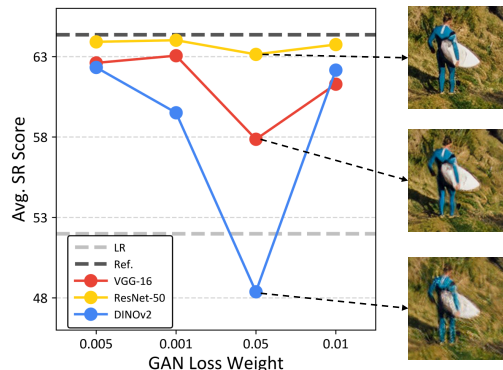 Avg. SR Score
63
58
53
48
LR
Ref.
VGG-16
ResNet-50
DINOv2
0.005 0.001 0.05 0.01
GAN Loss Weight